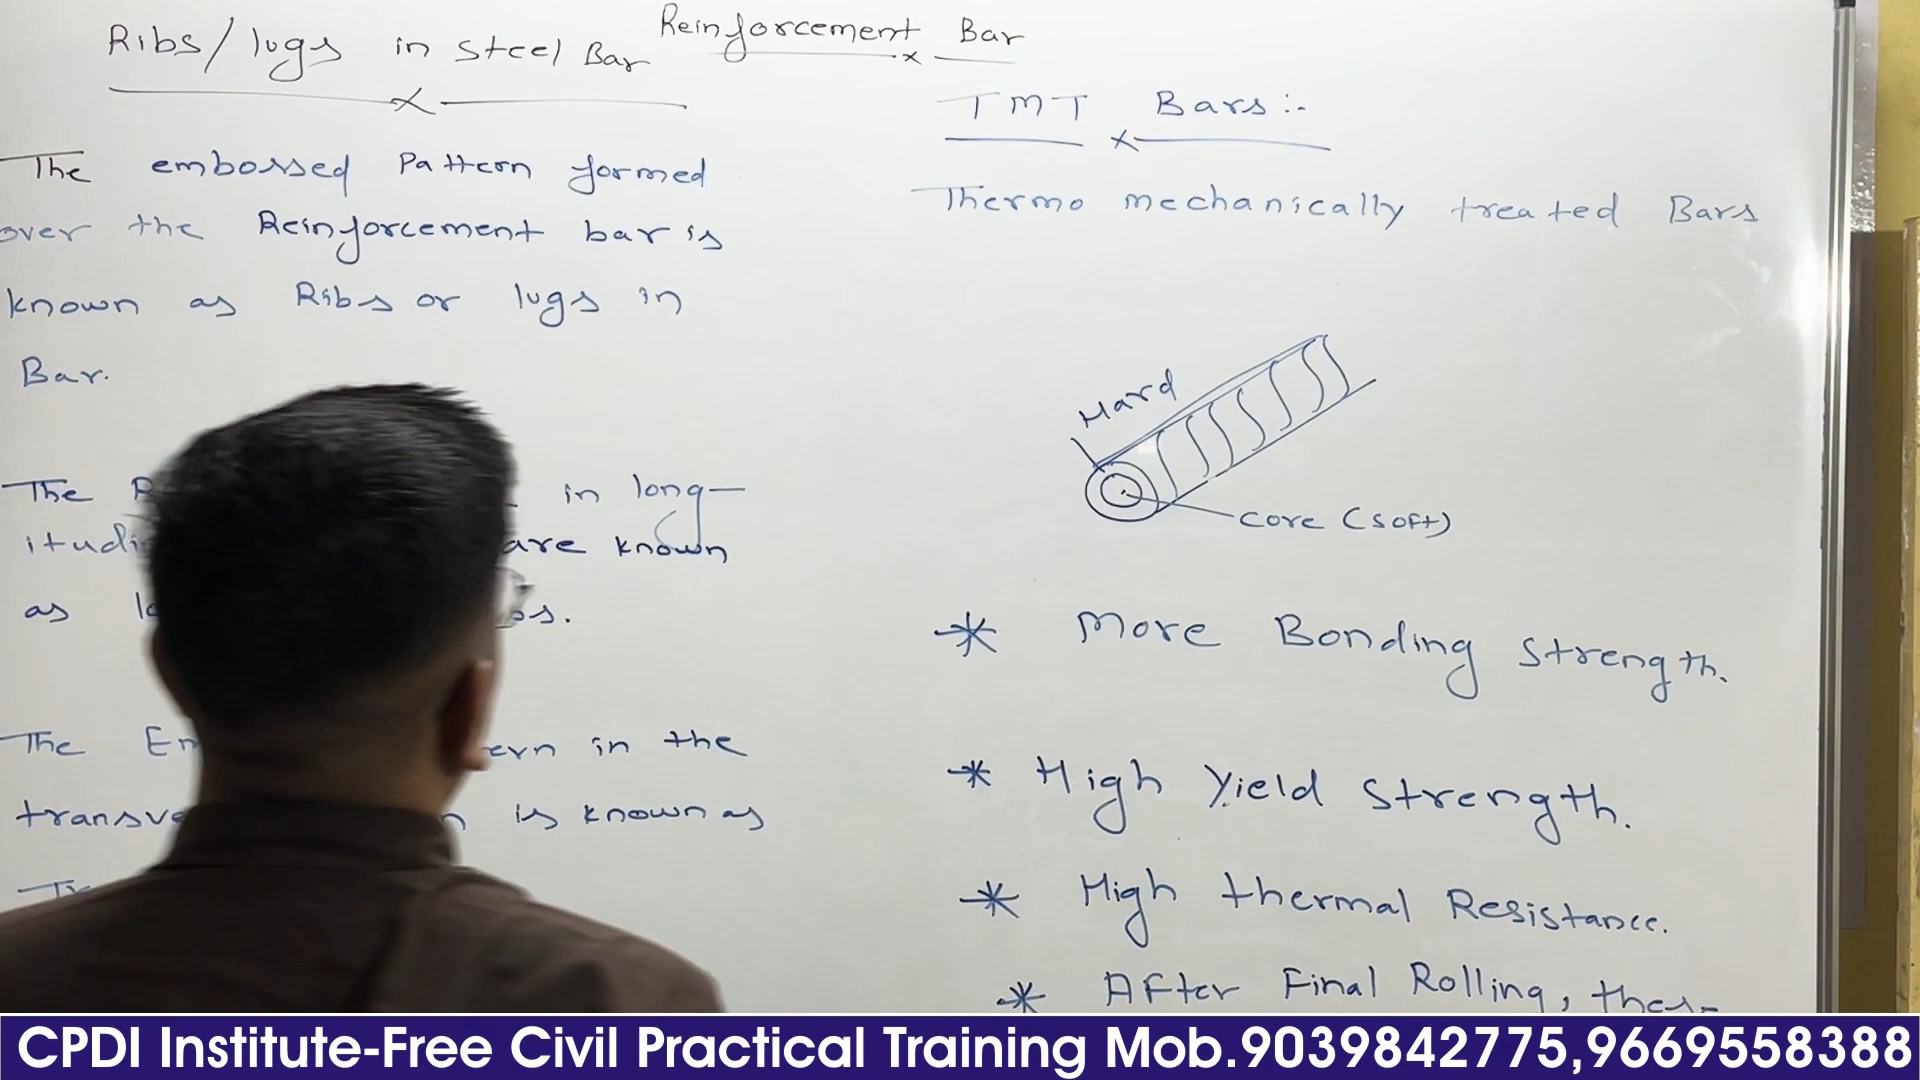 Reinforcement Bar
Ribs/lugs in steel Bar
The embossed Pattern formed
over the Reinforcement bar is
known as Ribs or lugs in
Bar.
The in long-
are known
as
The in the
is known as
TMT Bars:-
Thermo mechanically treated Bars
Hard
core (soft)
* More Bonding strength.
* High Yield strength.
* High thermal Resistance.
* After Final Rolling, ther-
CPDI Institute-Free Civil Practical Training Mob.9039842775,9669558388